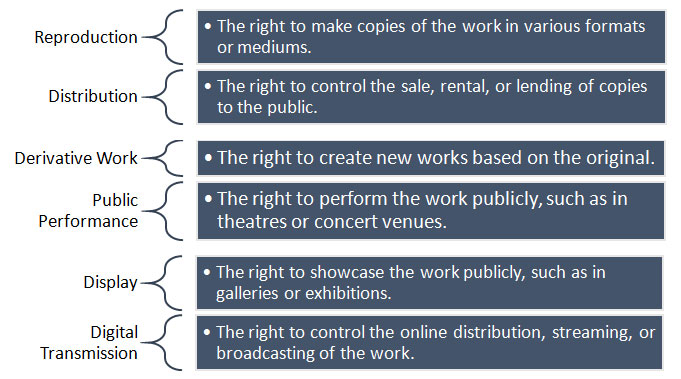 Reproduction
• The right to make copies of the work in various formats
or mediums.
Distribution
• The right to control the sale, rental, or lending of copies
to the public.
Derivative Work
• The right to create new works based on the original.
Public
Performance
• The right to perform the work publicly, such as in
theatres or concert venues.
Display
• The right to showcase the work publicly, such as in
galleries or exhibitions.
Digital
Transmission
• The right to control the online distribution, streaming, or
broadcasting of the work.